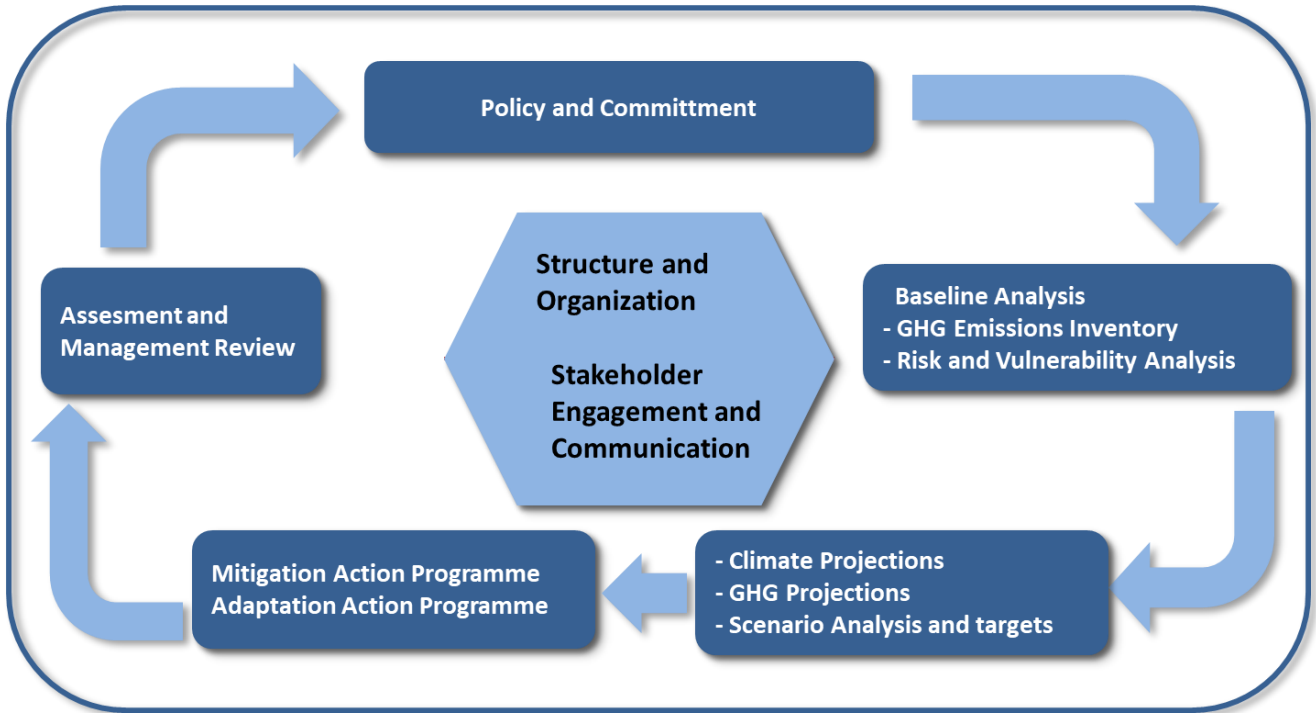 Policy and Committment
Structure and
Organization
Stakeholder
Engagement and
Communication
Baseline Analysis
- GHG Emissions Inventory
- Risk and Vulnerability Analysis
Assesment and
Management Review
Mitigation Action Programme
Adaptation Action Programme
- Climate Projections
- GHG Projections
- Scenario Analysis and targets